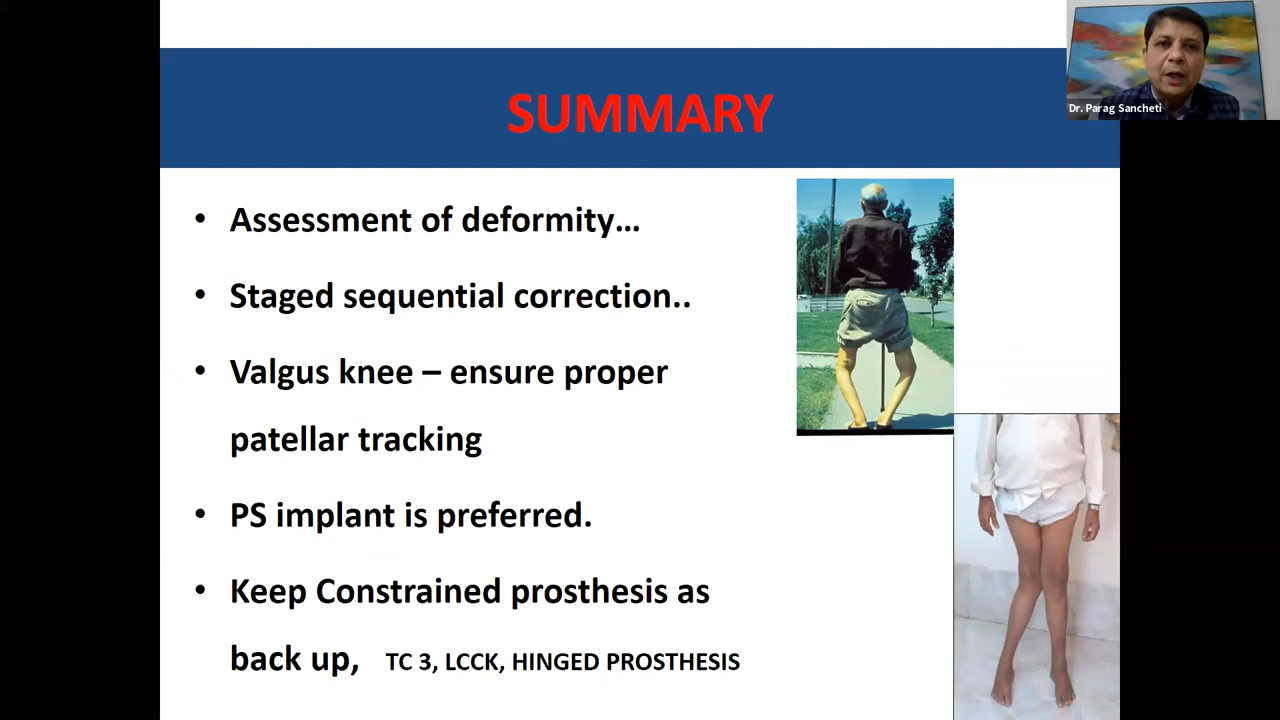 SUMMARY
Dr. Parag Sancheti
• Assessment of deformity...
• Staged sequential correction..
• Valgus knee – ensure proper
patellar tracking
• PS implant is preferred.
• Keep Constrained prosthesis as
back up, TC 3, LCCK, HINGED PROSTHESIS